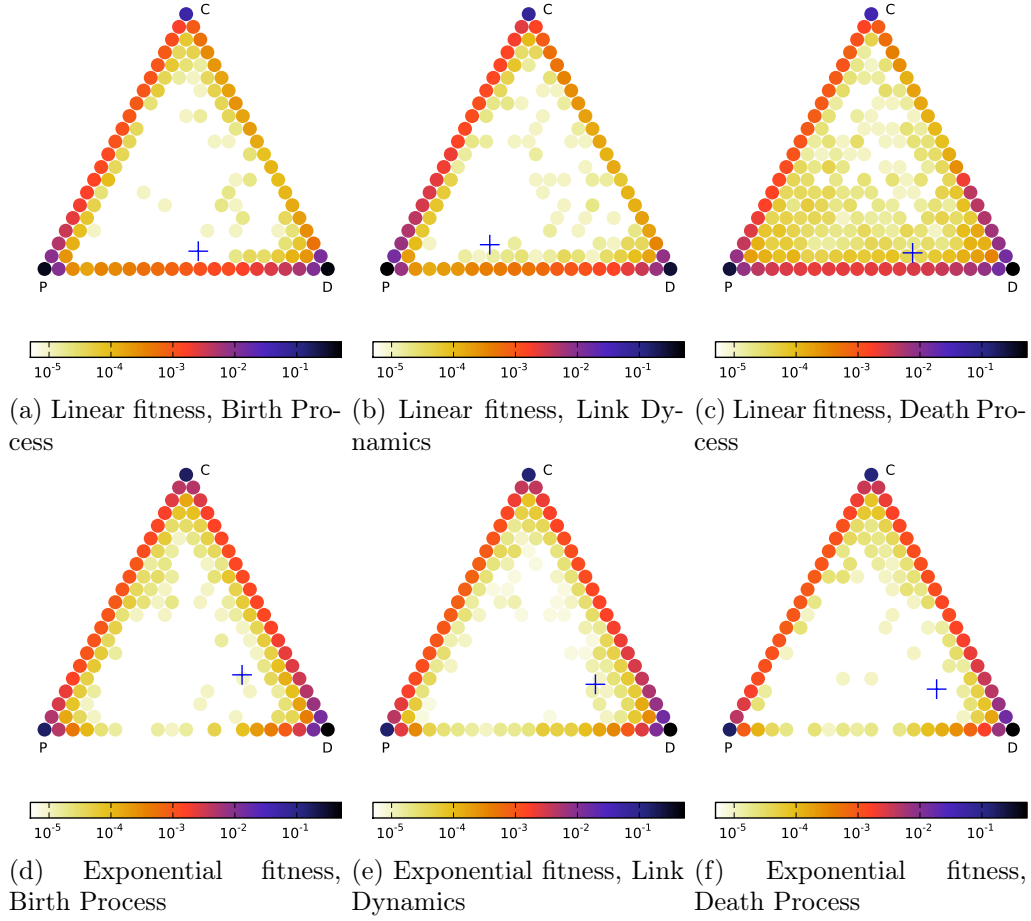 C C C
P D P D P D
10^-5 10^-4 10^-3 10^-2 10^-1 10^-5 10^-4 10^-3 10^-2 10^-1 10^-5 10^-4 10^-3 10^-2 10^-1
(a) Linear fitness, Birth Pro-
cess
(b) Linear fitness, Link Dy-
namics
(c) Linear fitness, Death Pro-
cess
C C C
P D P D P D
10^-5 10^-4 10^-3 10^-2 10^-1 10^-5 10^-4 10^-3 10^-2 10^-1 10^-5 10^-4 10^-3 10^-2 10^-1
(d) Exponential fitness,
Birth Process
(e) Exponential fitness, Link
Dynamics
(f) Exponential fitness,
Death Process